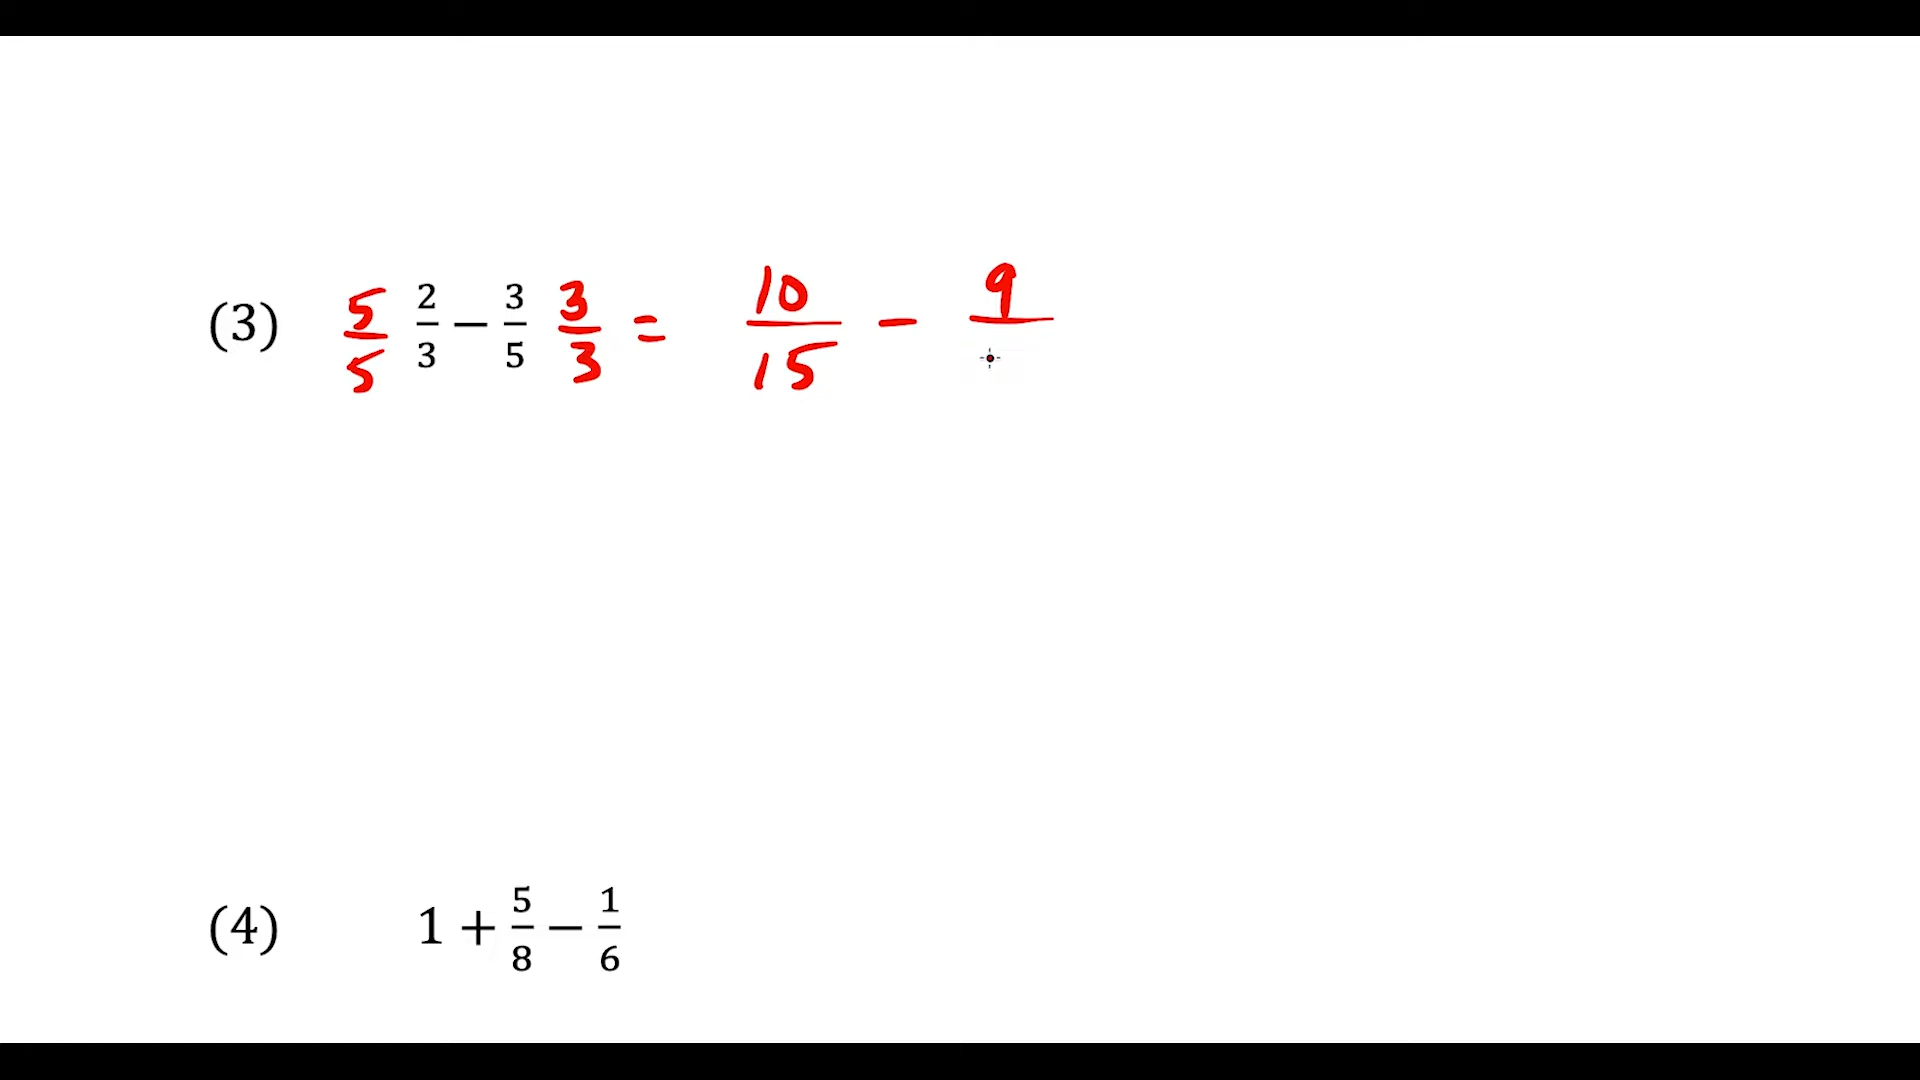 (3) 5/5 2/3 − 3/5 3/3 = 10/15 − 9/
(4) 1 + 5/8 − 1/6